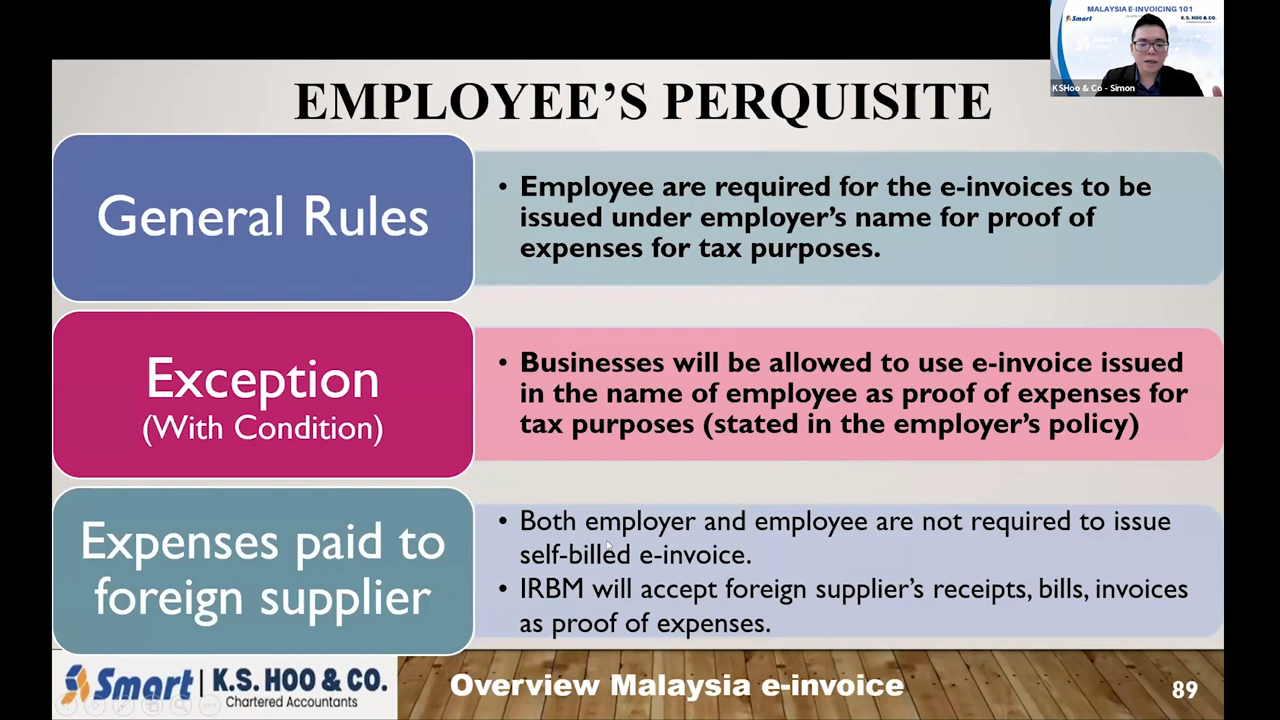 MALAYSIA E-INVOICING 101
Smart
K.S. HOO & CO.
KSHoo & Co - Simon
EMPLOYEE'S PERQUISITE
General Rules
• Employee are required for the e-invoices to be
issued under employer's name for proof of
expenses for tax purposes.
Exception
(With Condition)
• Businesses will be allowed to use e-invoice issued
in the name of employee as proof of expenses for
tax purposes (stated in the employer's policy)
Expenses paid to
foreign supplier
• Both employer and employee are not required to issue
self-billed e-invoice.
• IRBM will accept foreign supplier's receipts, bills, invoices
as proof of expenses.
Smart | K.S. HOO & CO.
Chartered Accountants
Overview Malaysia e-invoice
89